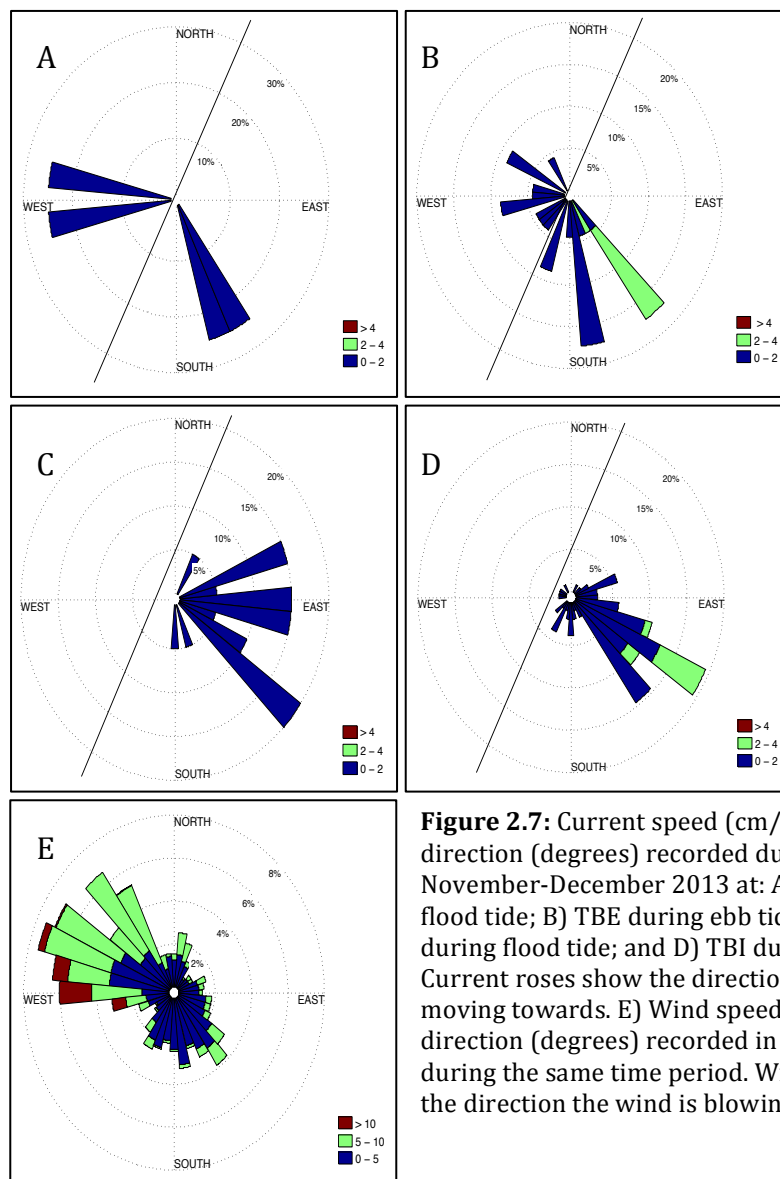 A
NORTH
30%
20%
10%
WEST
EAST
SOUTH
> 4
2 – 4
0 – 2
B
NORTH
20%
15%
10%
5%
WEST
EAST
SOUTH
> 4
2 – 4
0 – 2
C
NORTH
20%
15%
10%
5%
WEST
EAST
SOUTH
> 4
2 – 4
0 – 2
D
NORTH
20%
15%
10%
5%
WEST
EAST
SOUTH
> 4
2 – 4
0 – 2
E
NORTH
8%
6%
4%
2%
WEST
EAST
SOUTH
> 10
5 – 10
0 – 5
Figure 2.7: Current speed (cm/
direction (degrees) recorded du
November-December 2013 at: A
flood tide; B) TBE during ebb tid
during flood tide; and D) TBI du
Current roses show the direction
moving towards. E) Wind speed
direction (degrees) recorded in
during the same time period. Wi
the direction the wind is blowin